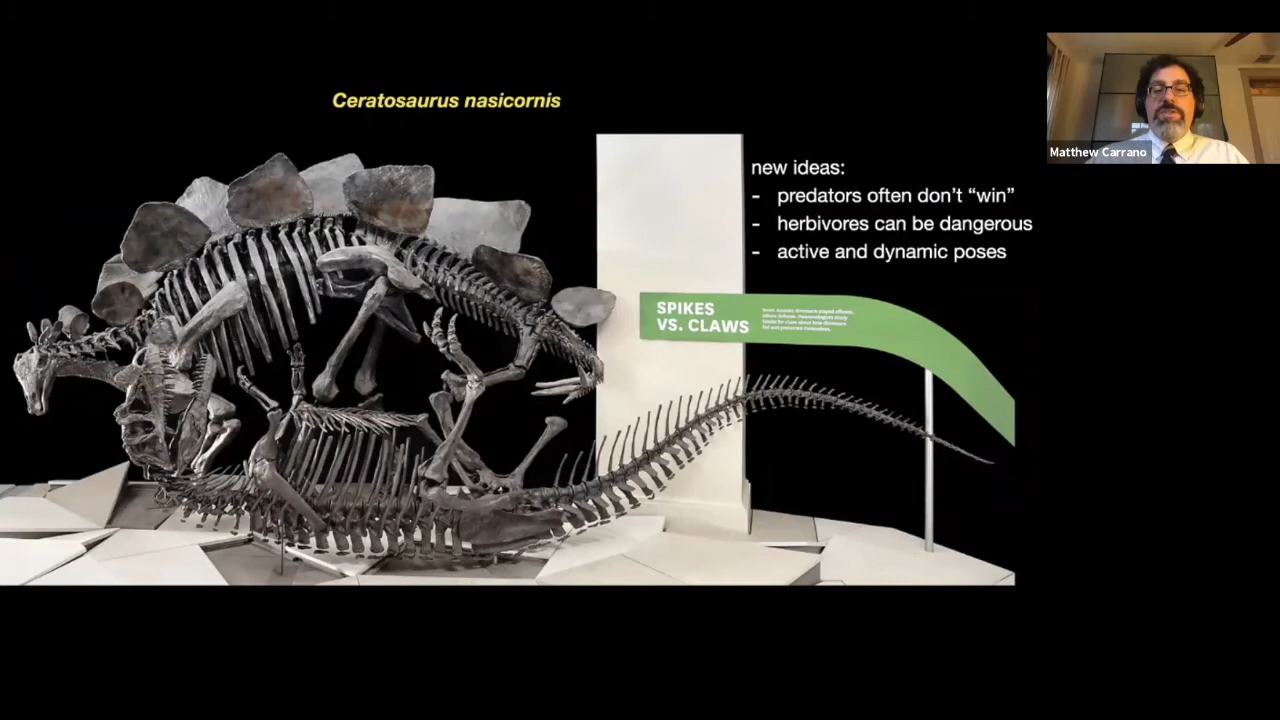 Ceratosaurus nasicornis
Matthew Carrano
new ideas:
- predators often don’t “win”
- herbivores can be dangerous
- active and dynamic poses
SPIKES
VS. CLAWS